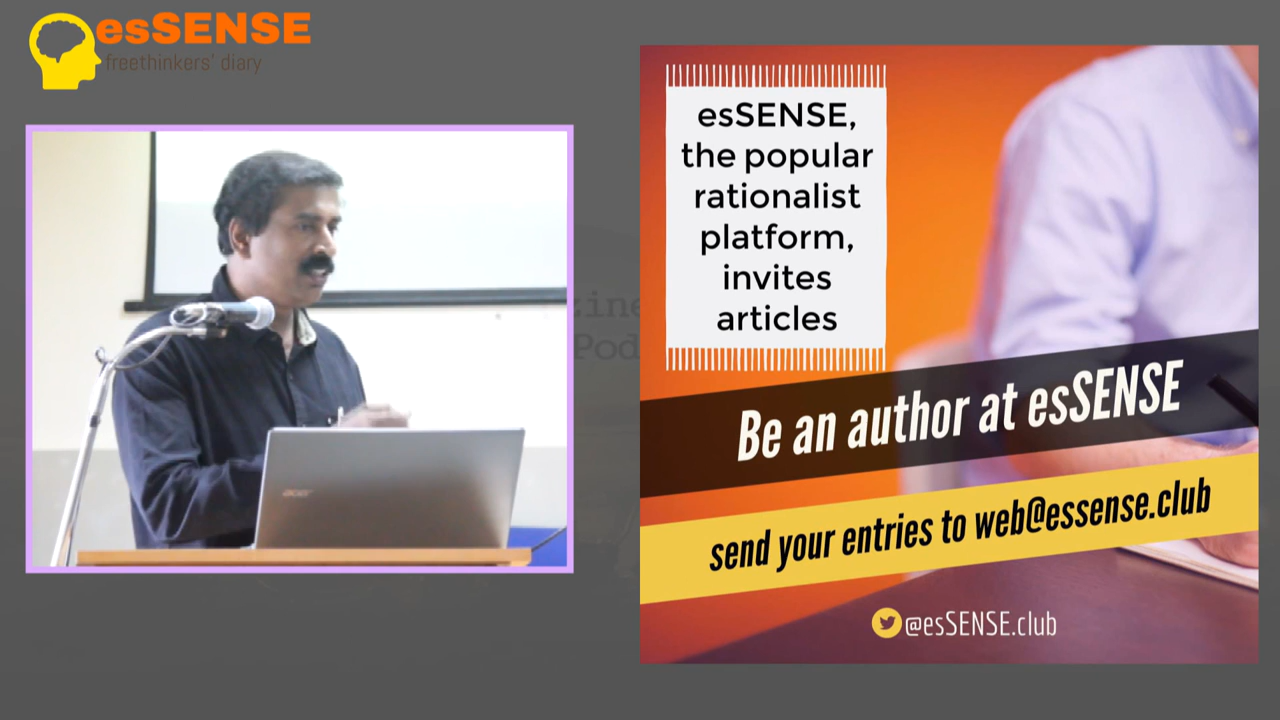 esSENSE
freethinkers' diary
acer
esSENSE,
the popular
rationalist
platform,
invites
articles
Be an author at esSENSE
send your entries to web@essense.club
@esSENSE.club